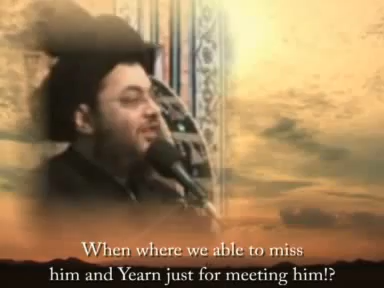 When where we able to miss
him and Yearn just for meeting him!?